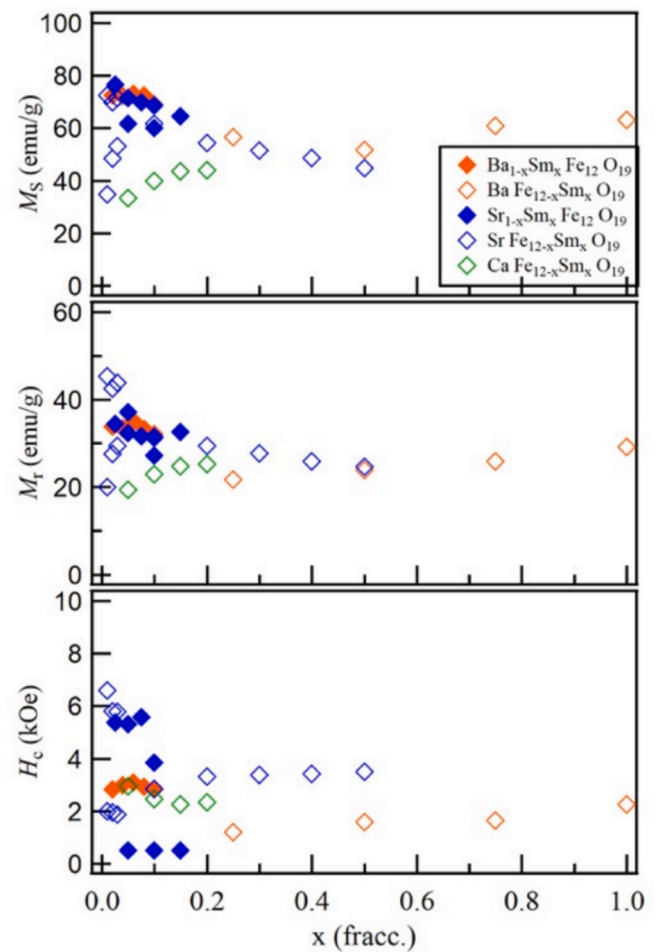 100
80
60
40
20
0
M_S (emu/g)
Ba_{1-x}Sm_x Fe_{12} O_{19}
Ba Fe_{12-x}Sm_x O_{19}
Sr_{1-x}Sm_x Fe_{12} O_{19}
Sr Fe_{12-x}Sm_x O_{19}
Ca Fe_{12-x}Sm_x O_{19}
60
40
20
0
M_r (emu/g)
10
8
6
4
2
0
H_c (kOe)
0.0 0.2 0.4 0.6 0.8 1.0
x (fracc.)